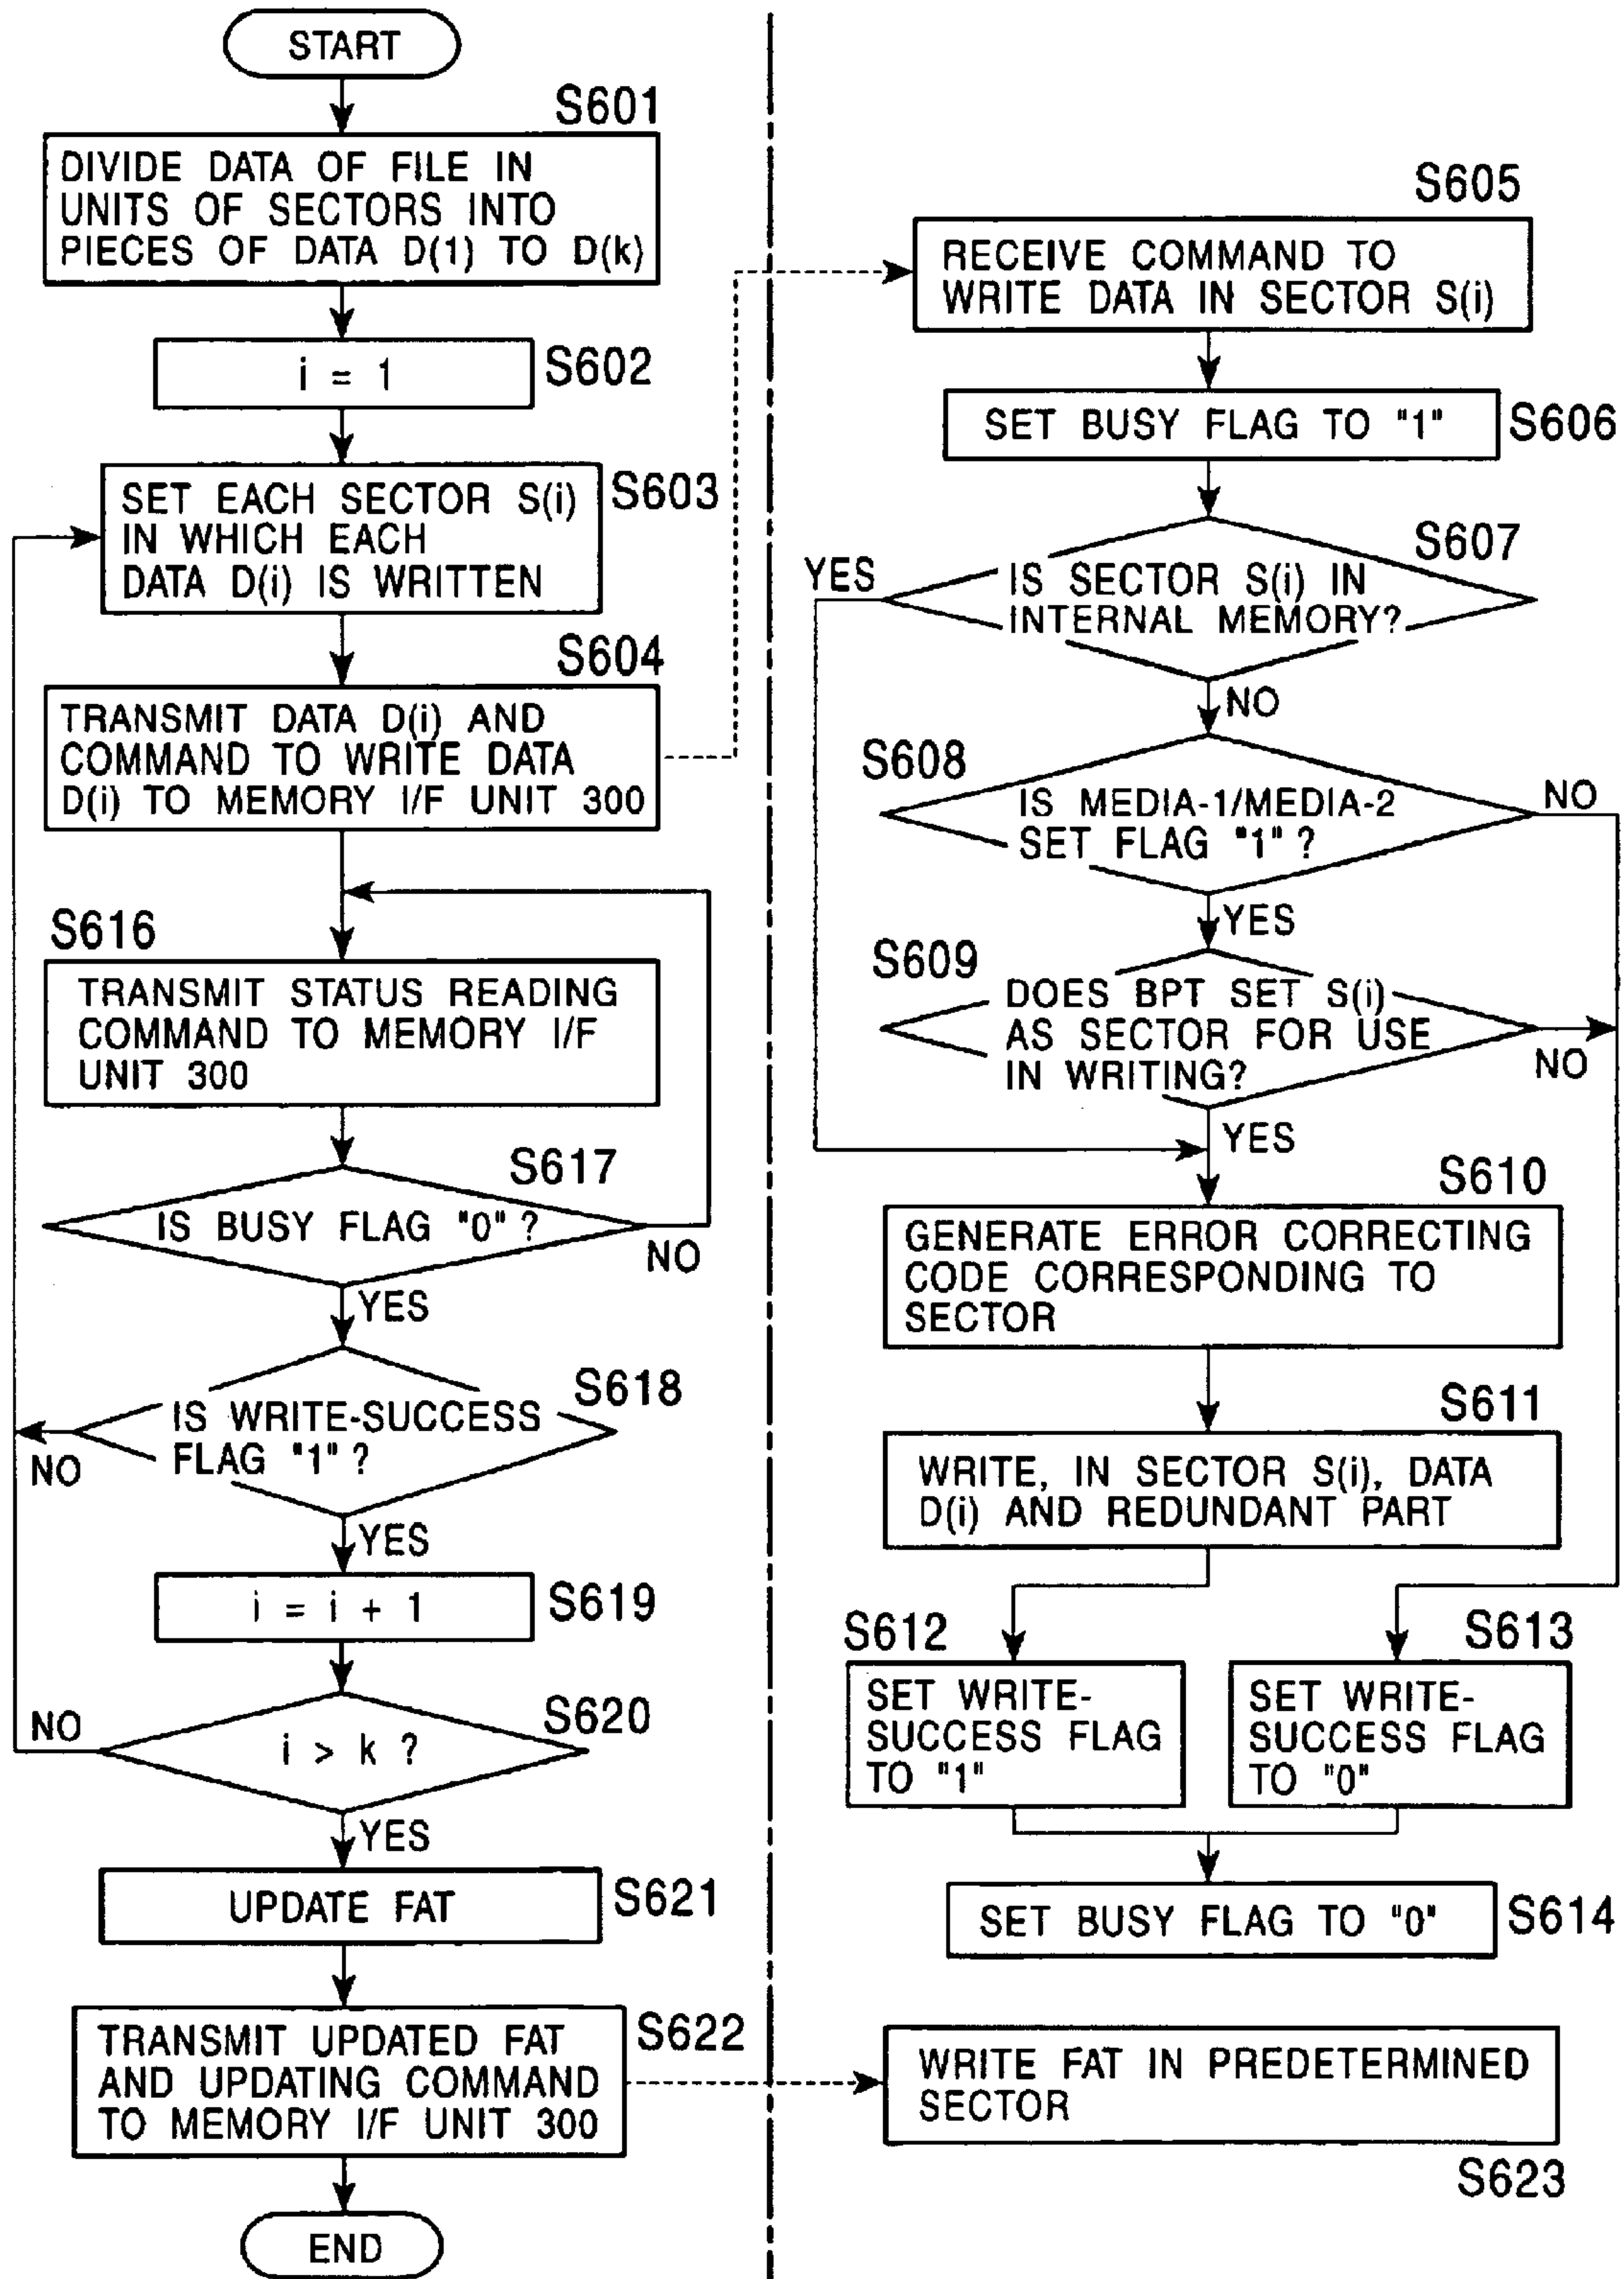 START
S601
DIVIDE DATA OF FILE IN
UNITS OF SECTORS INTO
PIECES OF DATA D(1) TO D(k)
i = 1
S602
SET EACH SECTOR S(i)
IN WHICH EACH
DATA D(i) IS WRITTEN
S603
S604
TRANSMIT DATA D(i) AND
COMMAND TO WRITE DATA
D(i) TO MEMORY I/F UNIT 300
S616
TRANSMIT STATUS READING
COMMAND TO MEMORY I/F
UNIT 300
S617
IS BUSY FLAG "0" ?
NO
YES
S618
IS WRITE-SUCCESS
FLAG "1" ?
NO
YES
i = i + 1
S619
NO
S620
i > k ?
YES
UPDATE FAT
S621
TRANSMIT UPDATED FAT
AND UPDATING COMMAND
TO MEMORY I/F UNIT 300
S622
END
S605
RECEIVE COMMAND TO
WRITE DATA IN SECTOR S(i)
SET BUSY FLAG TO "1"
S606
S607
YES
IS SECTOR S(i) IN
INTERNAL MEMORY?
NO
S608
IS MEDIA-1/MEDIA-2
SET FLAG "1" ?
NO
YES
S609
DOES BPT SET S(i)
AS SECTOR FOR USE
IN WRITING?
NO
YES
S610
GENERATE ERROR CORRECTING
CODE CORRESPONDING TO
SECTOR
S611
WRITE, IN SECTOR S(i), DATA
D(i) AND REDUNDANT PART
S612
SET WRITE-
SUCCESS FLAG
TO "1"
S613
SET WRITE-
SUCCESS FLAG
TO "0"
SET BUSY FLAG TO "0"
S614
WRITE FAT IN PREDETERMINED
SECTOR
S623